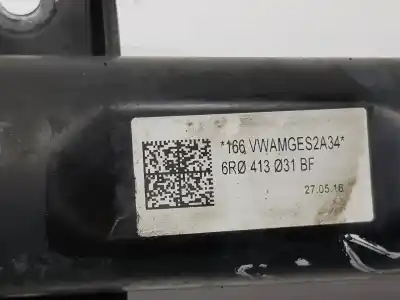 *166 VWAMGES2A34*
6RØ 413 Ø31 BF
27.05.16